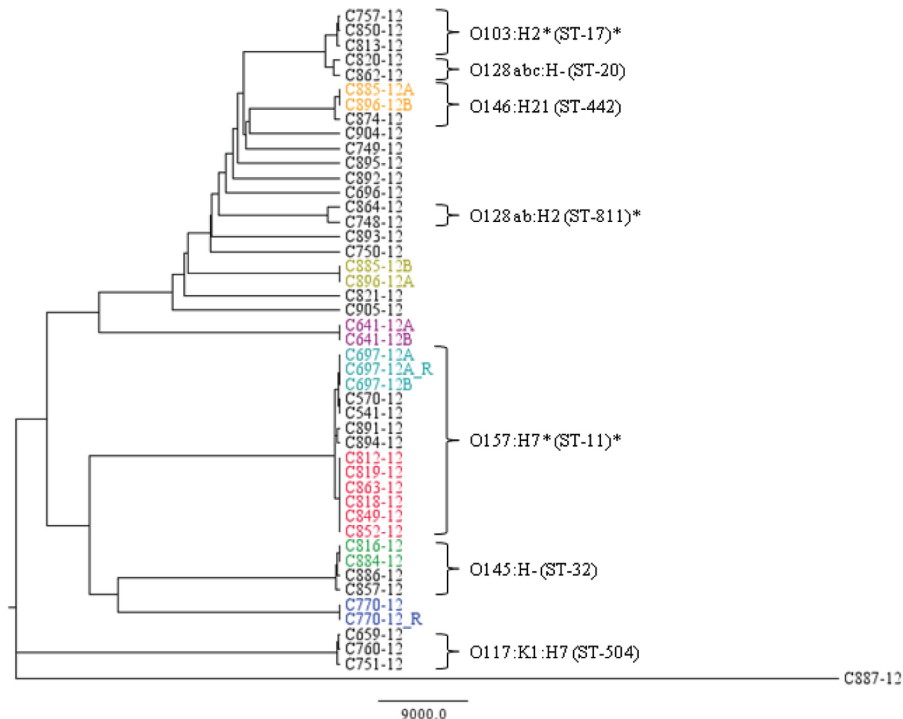 C757-12
C850-12
C813-12
O103:H2* (ST-17)*
C820-12
C862-12
O128abc:H- (ST-20)
C885-12A
C896-12B
C874-12
O146:H21 (ST-442)
C904-12
C749-12
C895-12
C892-12
C696-12
C864-12
C748-12
O128ab:H2 (ST-811)*
C893-12
C750-12
C885-12B
C896-12A
C821-12
C905-12
C641-12A
C641-12B
C697-12A
C697-12A_R
C697-12B
C570-12
C541-12
C891-12
C894-12
C812-12
C819-12
C863-12
C818-12
C849-12
C852-12
O157:H7* (ST-11)*
C816-12
C884-12
C886-12
C857-12
O145:H- (ST-32)
C770-12
C770-12_R
C659-12
C760-12
C751-12
O117:K1:H7 (ST-504)
C887-12
9000.0